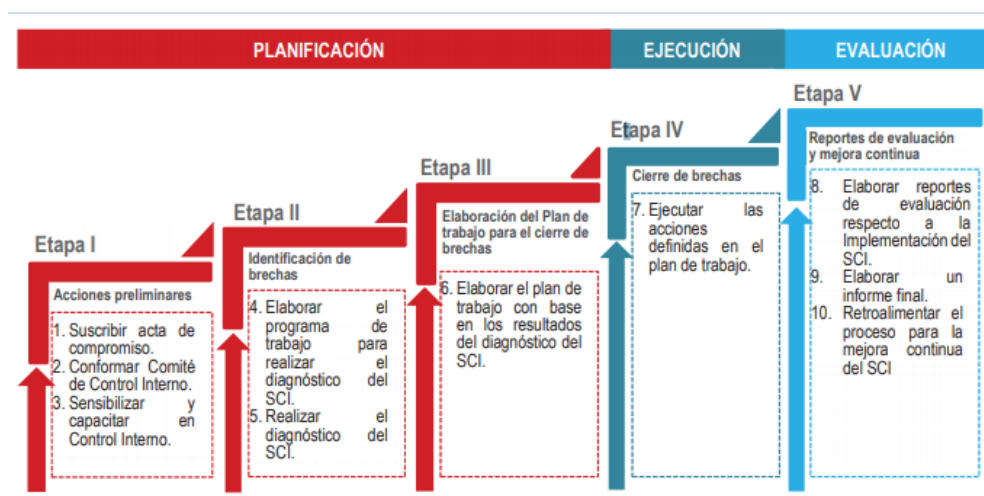 PLANIFICACIÓN
EJECUCIÓN
EVALUACIÓN
Etapa I
Acciones preliminares
1. Suscribir acta de
compromiso.
2. Conformar Comité
de Control Interno.
3. Sensibilizar y
capacitar en
Control Interno.
Etapa II
Identificación de
brechas
4. Elaborar el
programa de
trabajo para
realizar el
diagnóstico del
SCI.
5. Realizar el
diagnóstico del
SCI.
Etapa III
Elaboración del Plan de
trabajo para el cierre de
brechas
6. Elaborar el plan de
trabajo con base
en los resultados
del diagnóstico del
SCI.
Etapa IV
Cierre de brechas
7. Ejecutar las
acciones
definidas en el
plan de trabajo.
Etapa V
Reportes de evaluación
y mejora continua
8. Elaborar reportes
de evaluación
respecto a la
Implementación del
SCI.
9. Elaborar un
informe final.
10. Retroalimentar el
proceso para la
mejora continua
del SCI